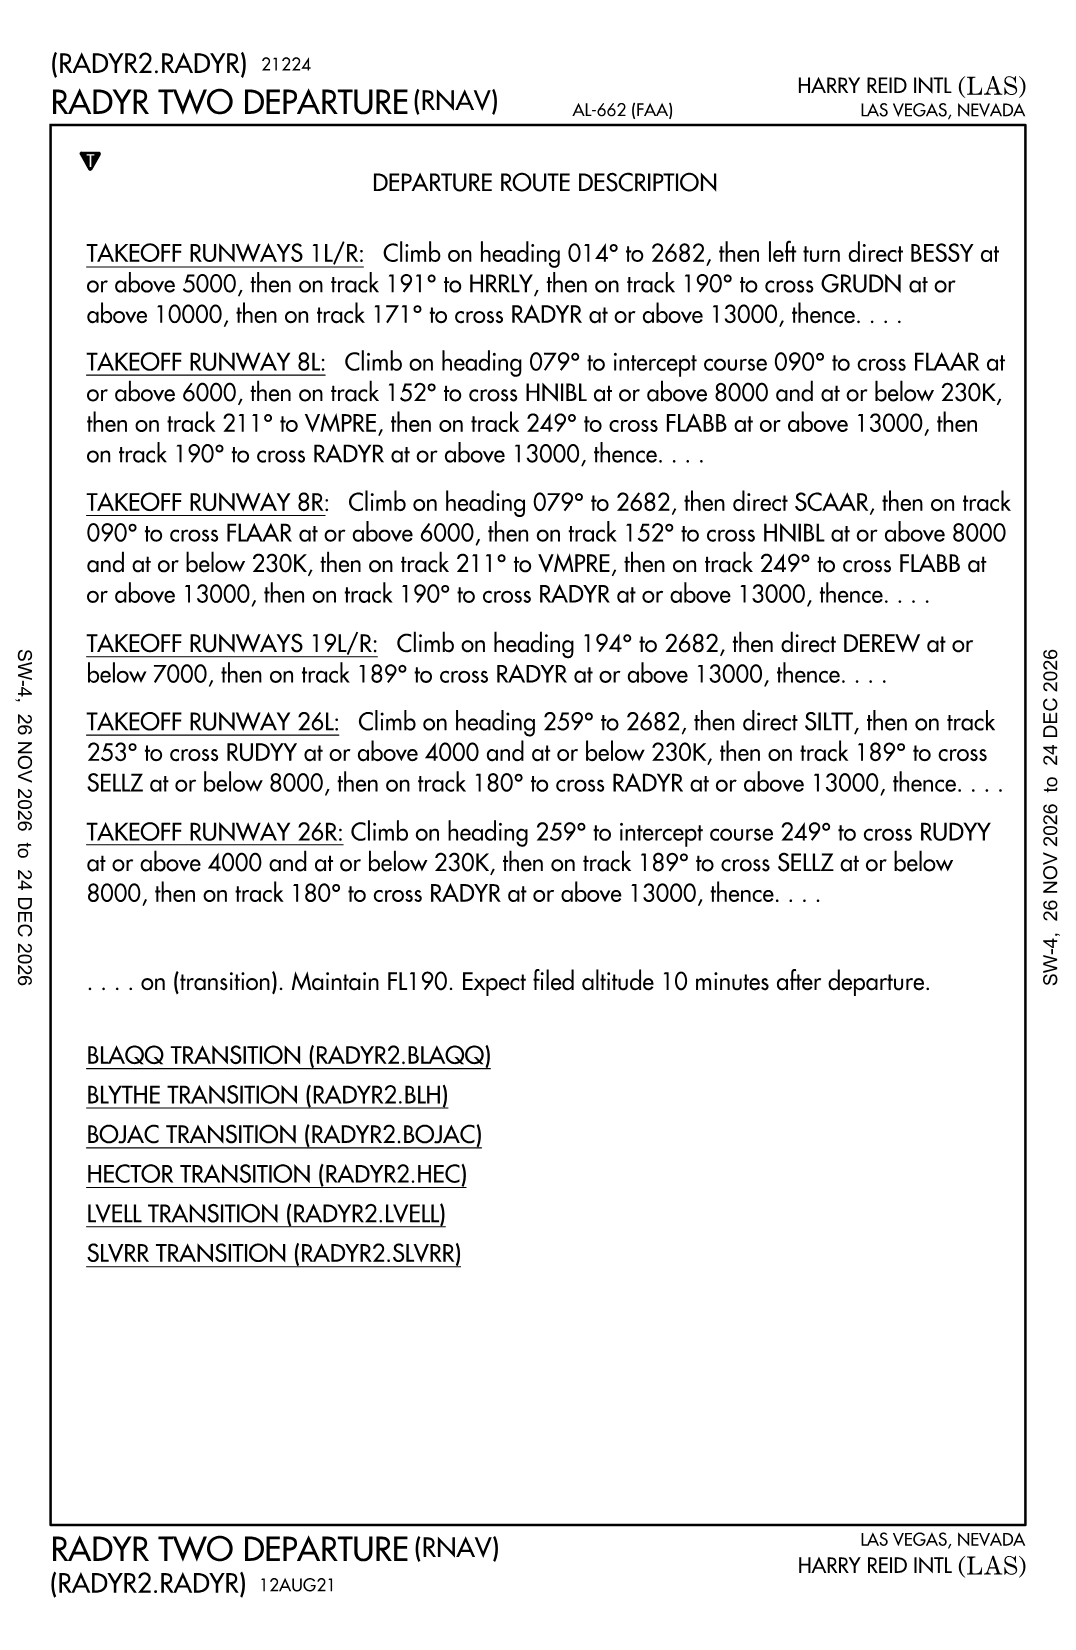 (RADYR2.RADYR) 21224
RADYR TWO DEPARTURE (RNAV)
AL-662 (FAA)
HARRY REID INTL (LAS)
LAS VEGAS, NEVADA
T
DEPARTURE ROUTE DESCRIPTION
TAKEOFF RUNWAYS 1L/R: Climb on heading 014° to 2682, then left turn direct BESSY at
or above 5000, then on track 191° to HRRLY, then on track 190° to cross GRUDN at or
above 10000, then on track 171° to cross RADYR at or above 13000, thence. . . .
TAKEOFF RUNWAY 8L: Climb on heading 079° to intercept course 090° to cross FLAAR at
or above 6000, then on track 152° to cross HNIBL at or above 8000 and at or below 230K,
then on track 211° to VMPRE, then on track 249° to cross FLABB at or above 13000, then
on track 190° to cross RADYR at or above 13000, thence. . . .
TAKEOFF RUNWAY 8R: Climb on heading 079° to 2682, then direct SCAAR, then on track
090° to cross FLAAR at or above 6000, then on track 152° to cross HNIBL at or above 8000
and at or below 230K, then on track 211° to VMPRE, then on track 249° to cross FLABB at
or above 13000, then on track 190° to cross RADYR at or above 13000, thence. . . .
TAKEOFF RUNWAYS 19L/R: Climb on heading 194° to 2682, then direct DEREW at or
below 7000, then on track 189° to cross RADYR at or above 13000, thence. . . .
TAKEOFF RUNWAY 26L: Climb on heading 259° to 2682, then direct SILTT, then on track
253° to cross RUDYY at or above 4000 and at or below 230K, then on track 189° to cross
SELLZ at or below 8000, then on track 180° to cross RADYR at or above 13000, thence. . . .
TAKEOFF RUNWAY 26R: Climb on heading 259° to intercept course 249° to cross RUDYY
at or above 4000 and at or below 230K, then on track 189° to cross SELLZ at or below
8000, then on track 180° to cross RADYR at or above 13000, thence. . . .
. . . . on (transition). Maintain FL190. Expect filed altitude 10 minutes after departure.
BLAQQ TRANSITION (RADYR2.BLAQQ)
BLYTHE TRANSITION (RADYR2.BLH)
BOJAC TRANSITION (RADYR2.BOJAC)
HECTOR TRANSITION (RADYR2.HEC)
LVELL TRANSITION (RADYR2.LVELL)
SLVRR TRANSITION (RADYR2.SLVRR)
SW-4, 26 NOV 2026 to 24 DEC 2026
SW-4, 26 NOV 2026 to 24 DEC 2026
RADYR TWO DEPARTURE (RNAV)
(RADYR2.RADYR) 12AUG21
LAS VEGAS, NEVADA
HARRY REID INTL (LAS)